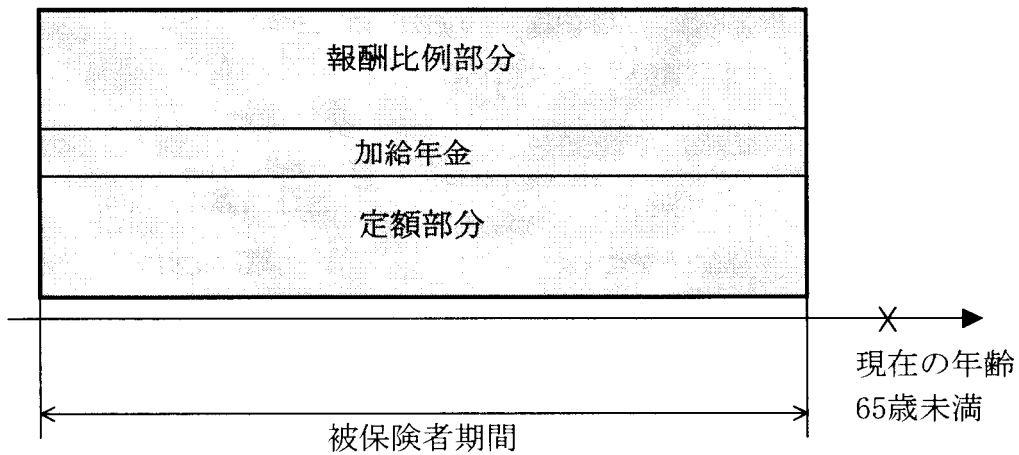 報酬比例部分
加給年金
定額部分
現在の年齢
65歳未満
被保険者期間